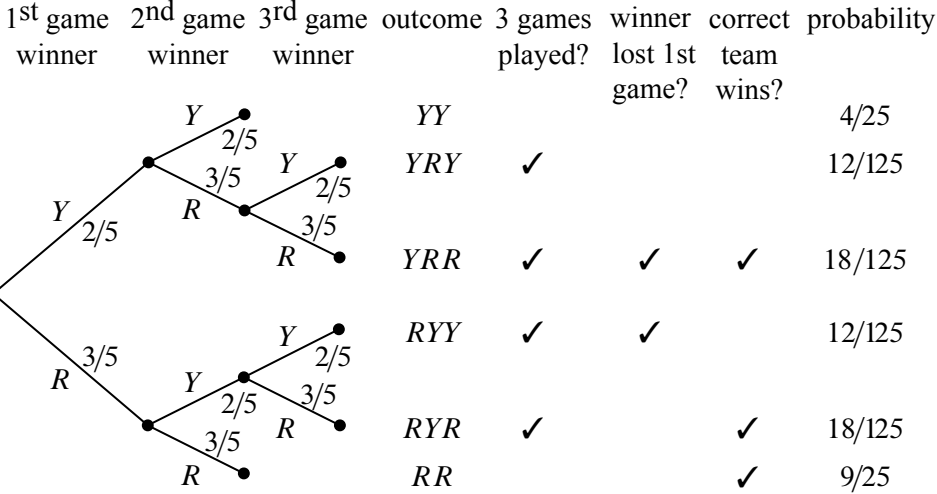 1st game 2nd game 3rd game outcome 3 games winner correct probability
winner winner winner played? lost 1st team
game? wins?
Y
2/5
YY 4/25
Y 2/5
3/5 R
Y 2/5
YRY ✓ 12/125
3/5
R
YRR ✓ ✓ ✓ 18/125
3/5
R
Y
2/5
Y
2/5
RYY ✓ ✓ 12/125
3/5
R
RYR ✓ ✓ 18/125
3/5
R
RR ✓ 9/25